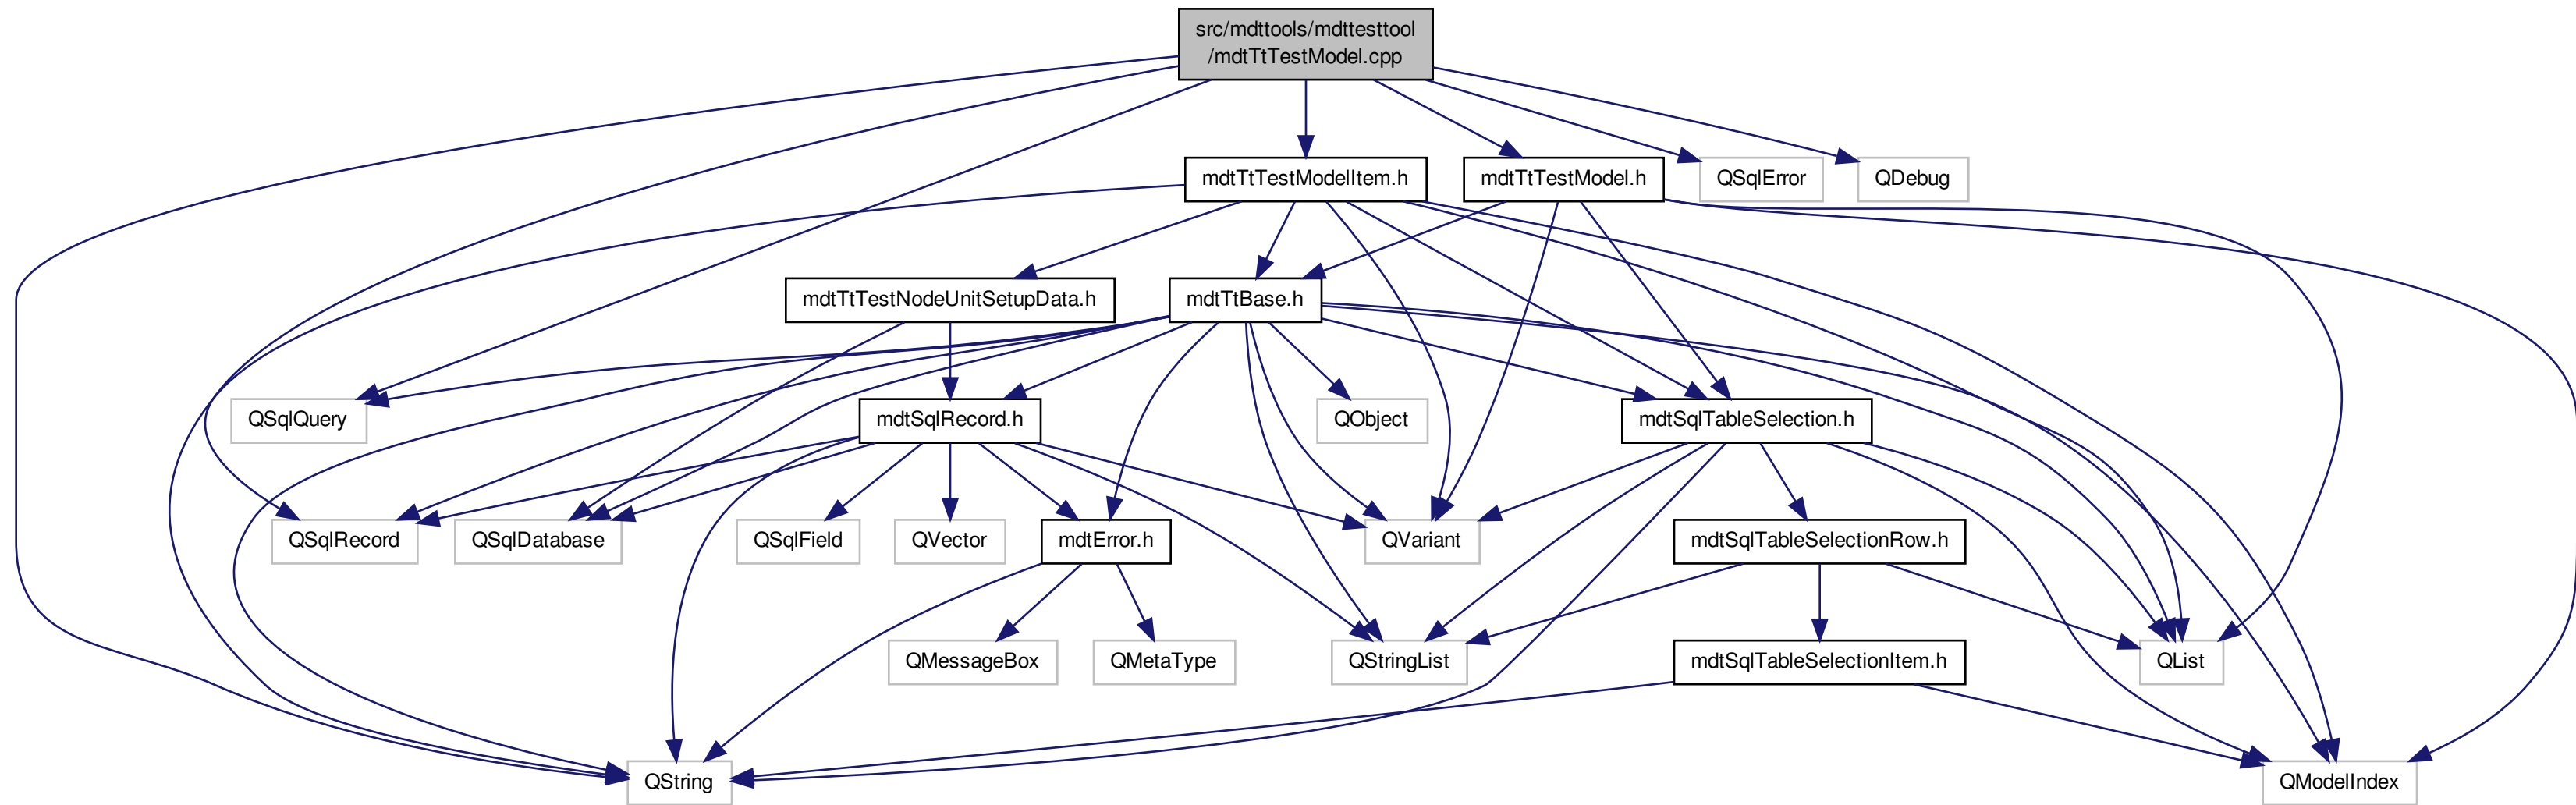 src/mdttools/mdttesttool
/mdtTtTestModel.cpp
mdtTtTestModelItem.h
mdtTtTestModel.h
QSqlError
QDebug
mdtTtTestNodeUnitSetupData.h
mdtTtBase.h
QSqlQuery
mdtSqlRecord.h
QObject
mdtSqlTableSelection.h
QSqlRecord
QSqlDatabase
QSqlField
QVector
mdtError.h
QVariant
mdtSqlTableSelectionRow.h
QMessageBox
QMetaType
QStringList
mdtSqlTableSelectionItem.h
QList
QString
QModelIndex